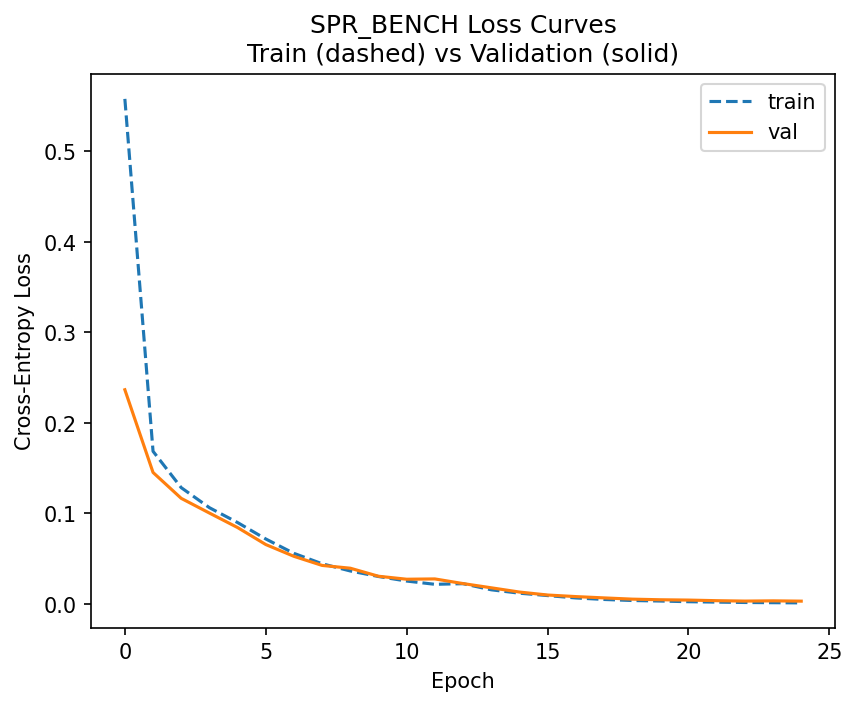 SPR_BENCH Loss Curves
Train (dashed) vs Validation (solid)
train
val
Cross-Entropy Loss
0.5
0.4
0.3
0.2
0.1
0.0
0
5
10
15
20
25
Epoch